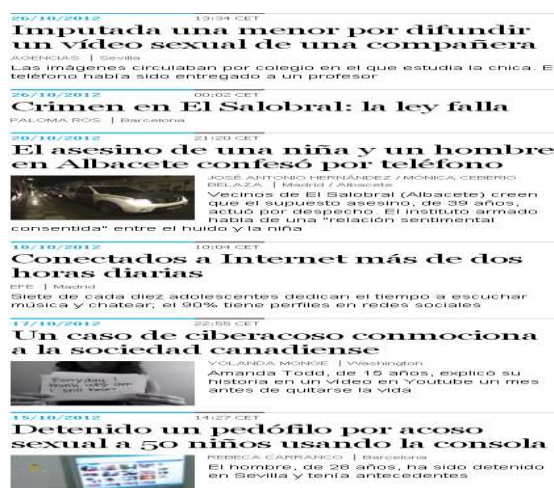 26/10/2012 13:34 CET
Imputada una menor por difundir
un vídeo sexual de una compañera
AGENCIAS | Sevilla
Las imágenes circulaban por colegio en el que estudia la chica. E
teléfono había sido entregado a un profesor
26/10/2012 00:02 CET
Crimen en El Salobral: la ley falla
PALOMA ROS | Barcelona
20/10/2012 21:20 CET
El asesino de una niña y un hombre
en Albacete confesó por teléfono
JOSÉ ANTONIO HERNÁNDEZ / MÓNICA CEBERIO
BELAZA | Madrid / Albacete
Vecinos de El Salobral (Albacete) creen
que el supuesto asesino, de 39 años,
actuó por despecho. El instituto armado
habla de una "relación sentimental
consentida" entre el huido y la niña
18/10/2012 10:04 CET
Conectados a Internet más de dos
horas diarias
EFE | Madrid
Siete de cada diez adolescentes dedican el tiempo a escuchar
música y chatear, el 90% tiene perfiles en redes sociales
17/10/2012 22:55 CET
Un caso de ciberacoso conmociona
a la sociedad canadiense
YOLANDA MONGE | Washington
Everyday I
think why am
I still here?
Amanda Todd, de 15 años, explicó su
historia en un vídeo en Youtube un mes
antes de quitarse la vida
15/10/2012 14:27 CET
Detenido un pedófilo por acoso
sexual a 50 niños usando la consola
REBECA CARRANCO | Barcelona
El hombre, de 28 años, ha sido detenido
en Sevilla y tenía antecedentes